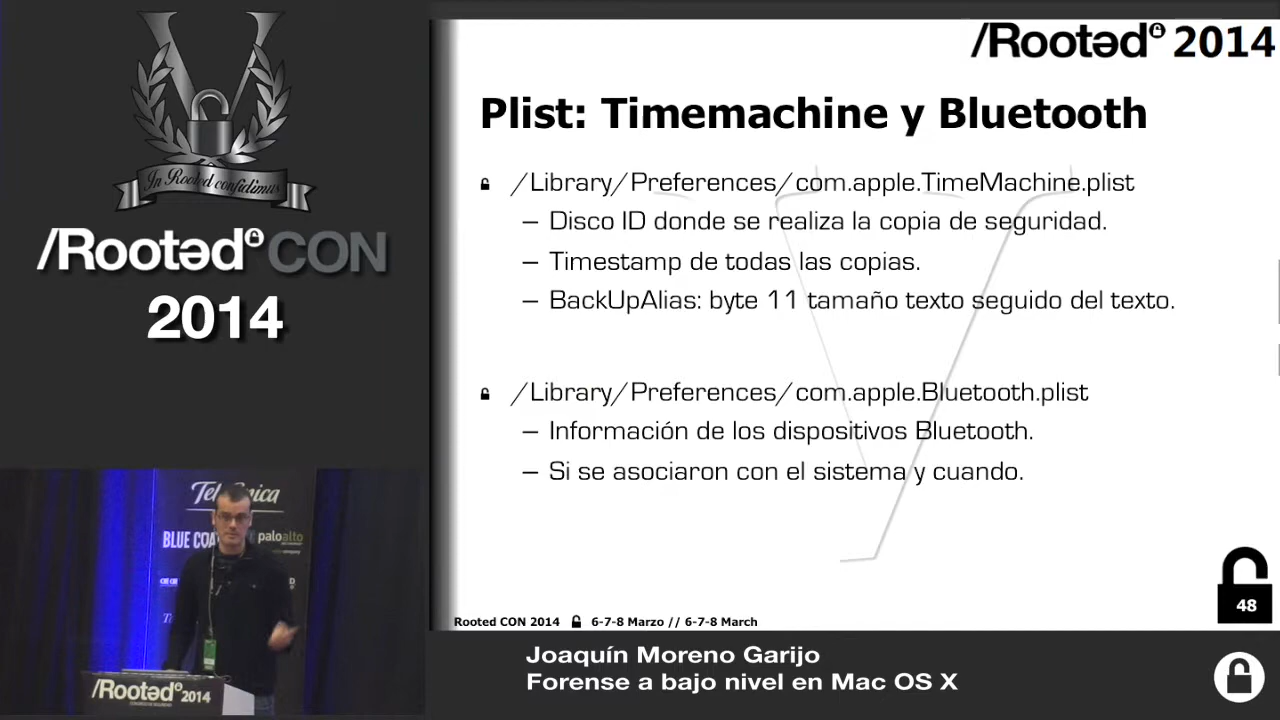 In Rooted confidimus
/Rootəd CON
2014
/Rootəd 2014
Plist: Timemachine y Bluetooth
/Library/Preferences/com.apple.TimeMachine.plist
– Disco ID donde se realiza la copia de seguridad.
– Timestamp de todas las copias.
– BackUpAlias: byte 11 tamaño texto seguido del texto.
/Library/Preferences/com.apple.Bluetooth.plist
– Información de los dispositivos Bluetooth.
– Si se asociaron con el sistema y cuando.
48
Rooted CON 2014 6-7-8 Marzo // 6-7-8 March
BLUE
paloalto
/Rootəd 2014
Joaquín Moreno Garijo
Forense a bajo nivel en Mac OS X